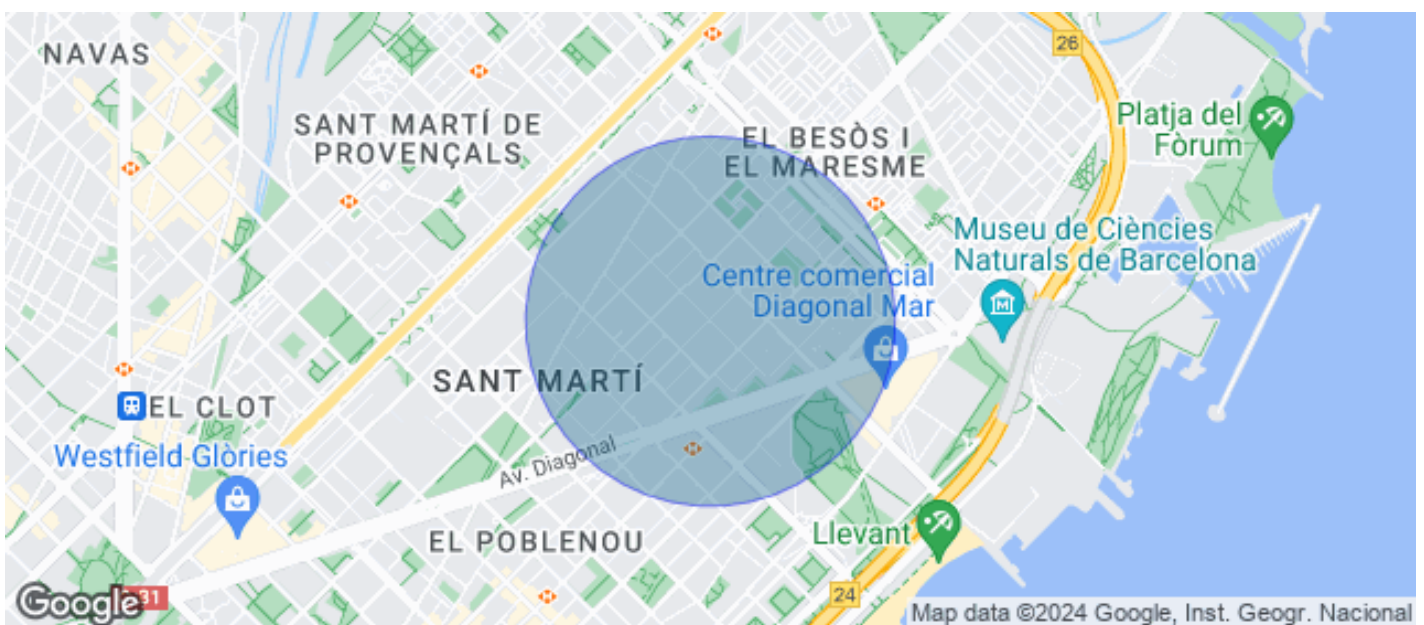 NAVAS
26
Platja del
Fòrum
SANT MARTÍ DE
PROVENÇALS
EL BESÒS I
EL MARESME
Museu de Ciències
Naturals de Barcelona
Centre comercial
Diagonal Mar
SANT MARTÍ
EL CLOT
Westfield Glòries
Av. Diagonal
EL POBLENOU
Llevant
24
Google
31
Map data ©2024 Google, Inst. Geogr. Nacional